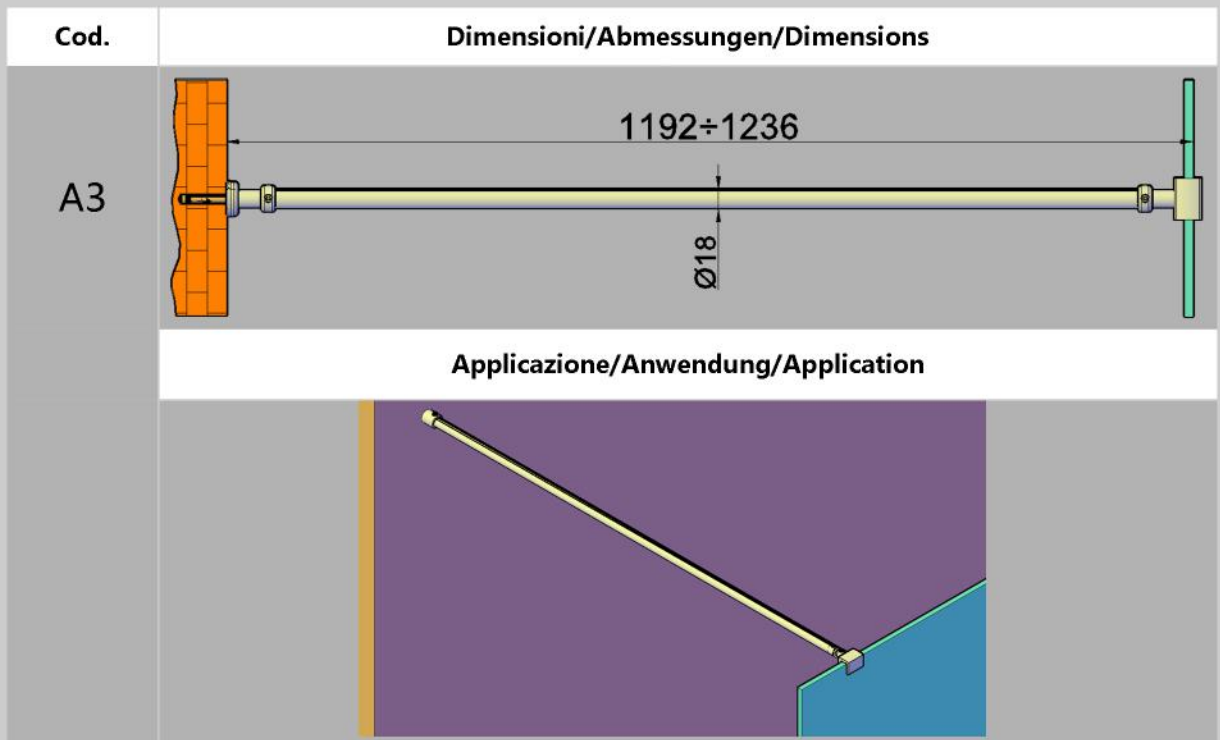 Cod.
Dimensioni/Abmessungen/Dimensions
A3
1192÷1236
Ø18
Applicazione/Anwendung/Application